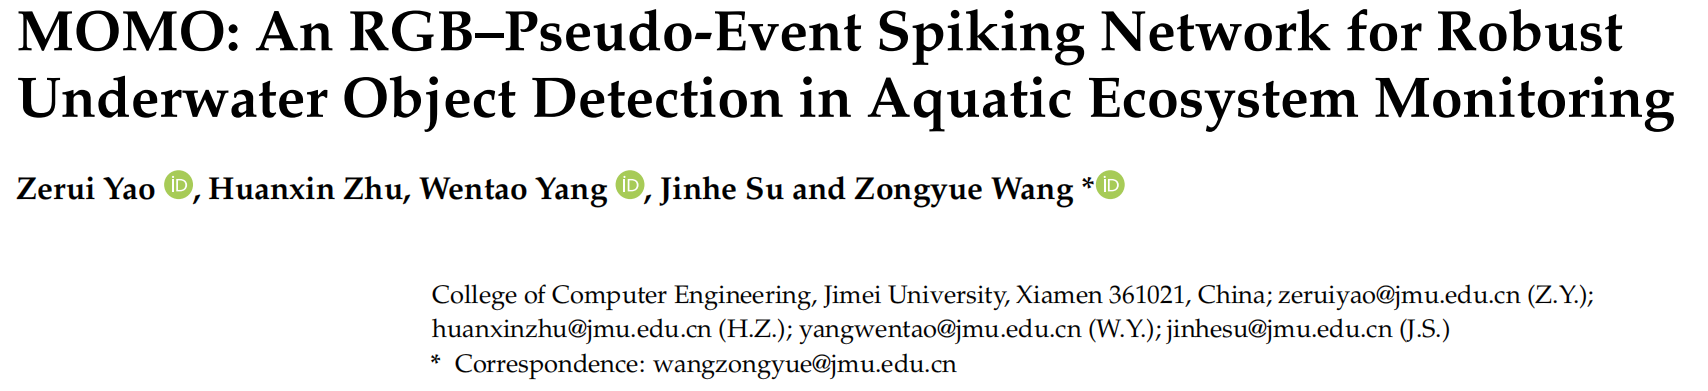 MOMO: An RGB–Pseudo-Event Spiking Network for Robust
Underwater Object Detection in Aquatic Ecosystem Monitoring
Zerui Yao iD, Huanxin Zhu, Wentao Yang iD, Jinhe Su and Zongyue Wang *iD
College of Computer Engineering, Jimei University, Xiamen 361021, China; zeruiyao@jmu.edu.cn (Z.Y.);
huanxinzhu@jmu.edu.cn (H.Z.); yangwentao@jmu.edu.cn (W.Y.); jinhesu@jmu.edu.cn (J.S.)
* Correspondence: wangzongyue@jmu.edu.cn